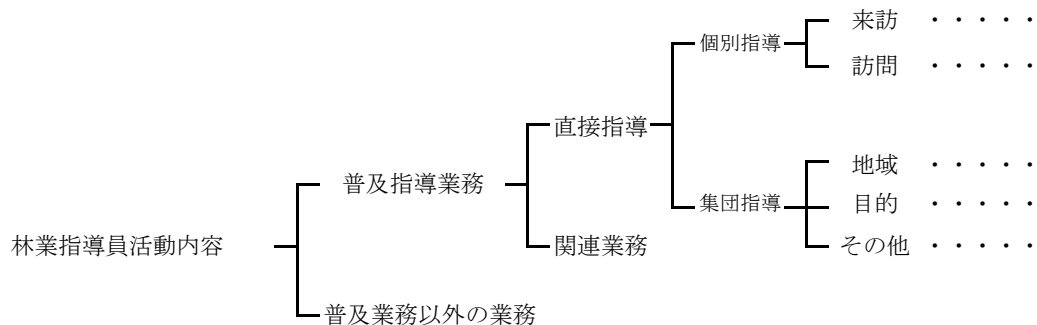 来訪 ・・・・・
個別指導
訪問 ・・・・・
直接指導
地域 ・・・・・
普及指導業務
集団指導 目的 ・・・・・
林業指導員活動内容 関連業務 その他 ・・・・・
普及業務以外の業務